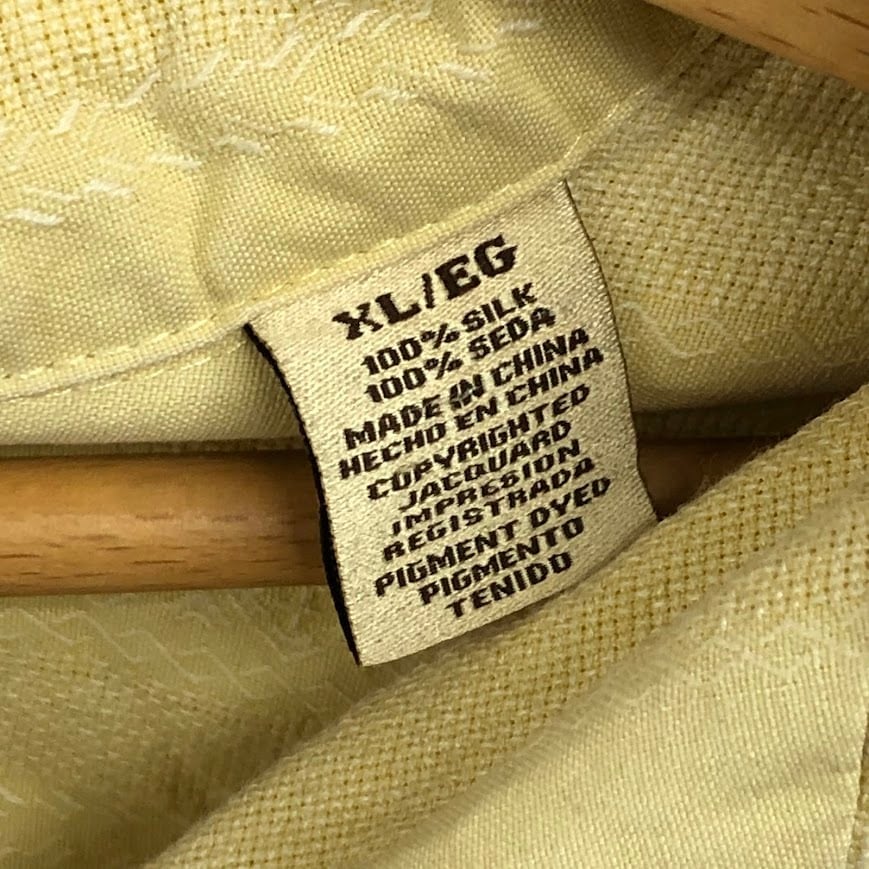 XL/EG
100% SILK
100% SEDA
MADE IN CHINA
HECHO EN CHINA
COPYRIGHTED
JACQUARD
IMPRESION
REGISTRADA
PIGMENT DYED
PIGMENTO
TENIDO